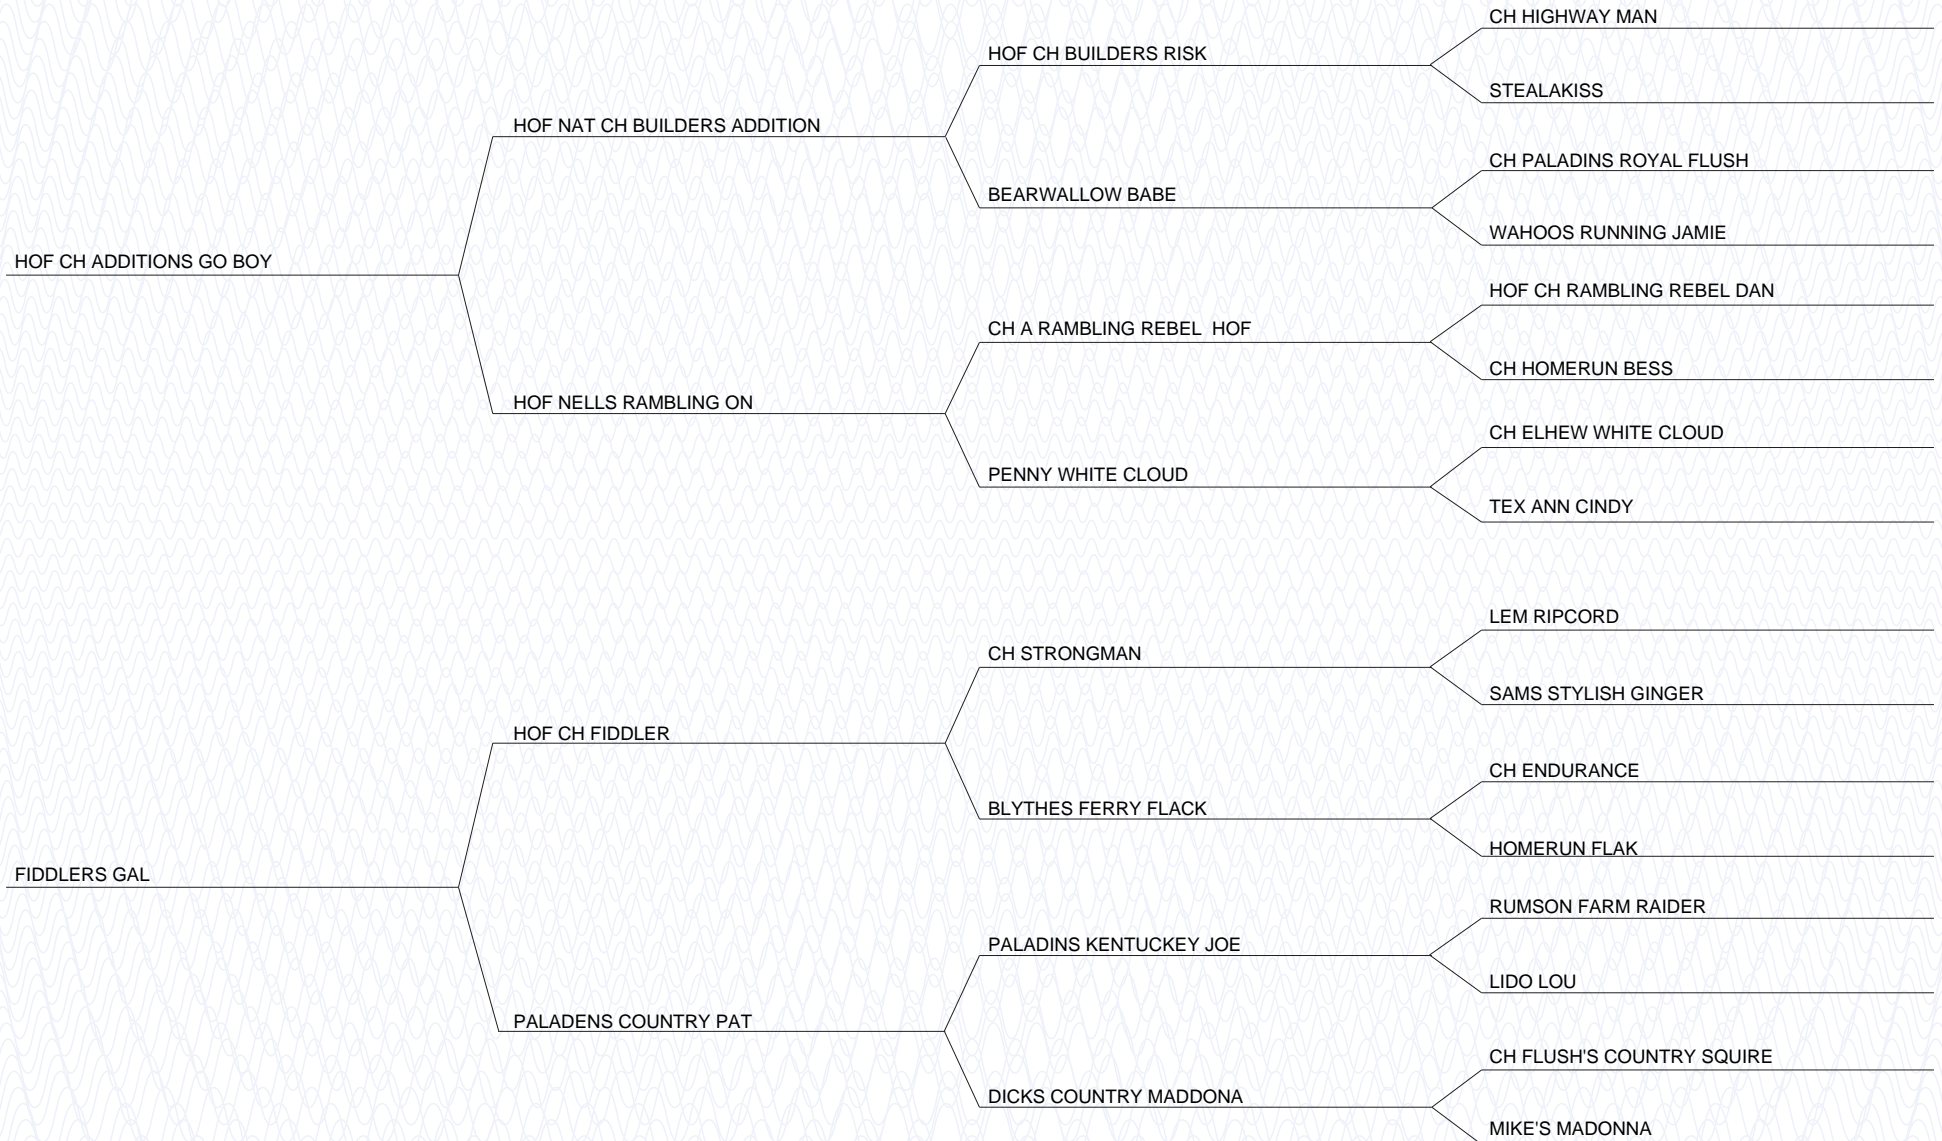 CH HIGHWAY MAN
HOF CH BUILDERS RISK
STEALAKISS
HOF NAT CH BUILDERS ADDITION
CH PALADINS ROYAL FLUSH
BEARWALLOW BABE
WAHOOS RUNNING JAMIE
HOF CH ADDITIONS GO BOY
HOF CH RAMBLING REBEL DAN
CH A RAMBLING REBEL  HOF
CH HOMERUN BESS
HOF NELLS RAMBLING ON
CH ELHEW WHITE CLOUD
PENNY WHITE CLOUD
TEX ANN CINDY
LEM RIPCORD
CH STRONGMAN
SAMS STYLISH GINGER
HOF CH FIDDLER
CH ENDURANCE
BLYTHES FERRY FLACK
HOMERUN FLAK
FIDDLERS GAL
RUMSON FARM RAIDER
PALADINS KENTUCKEY JOE
LIDO LOU
PALADENS COUNTRY PAT
CH FLUSH'S COUNTRY SQUIRE
DICKS COUNTRY MADDONA
MIKE'S MADONNA